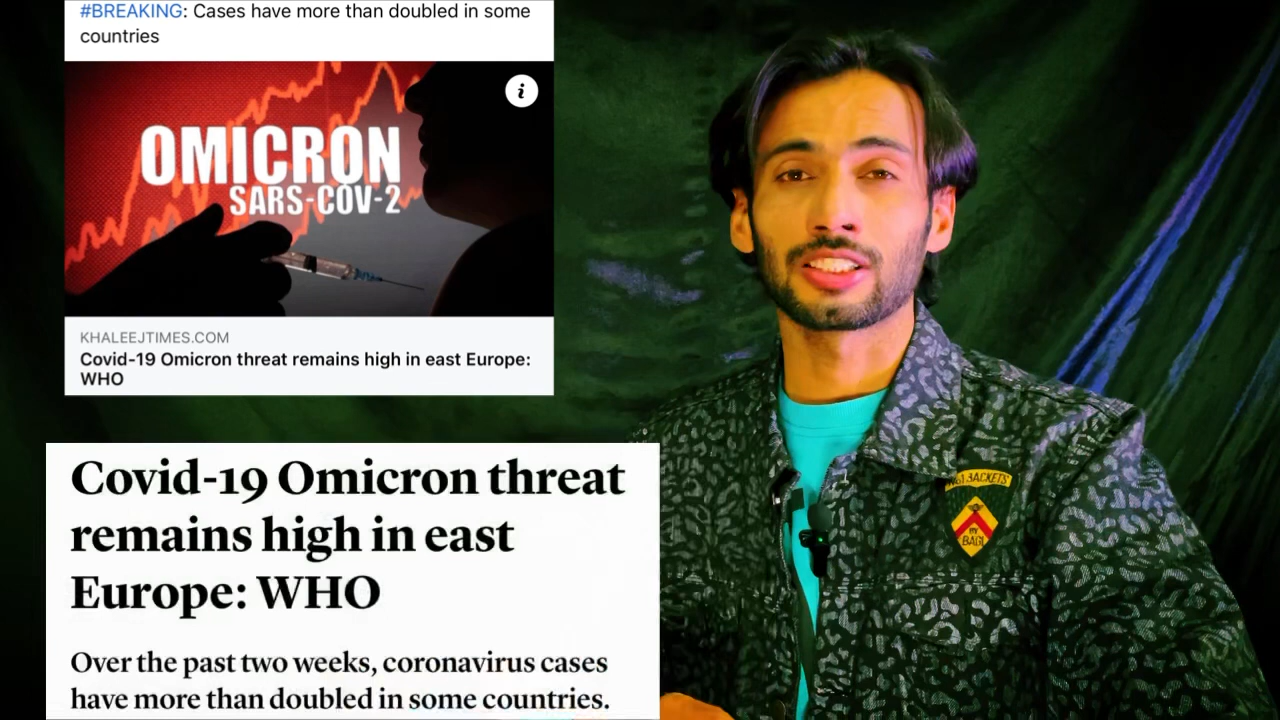 #BREAKING: Cases have more than doubled in some
countries
i
OMICRON
SARS-COV-2
KHALEEJTIMES.COM
Covid-19 Omicron threat remains high in east Europe:
WHO
Covid-19 Omicron threat
remains high in east
Europe: WHO
Over the past two weeks, coronavirus cases
have more than doubled in some countries.
BY